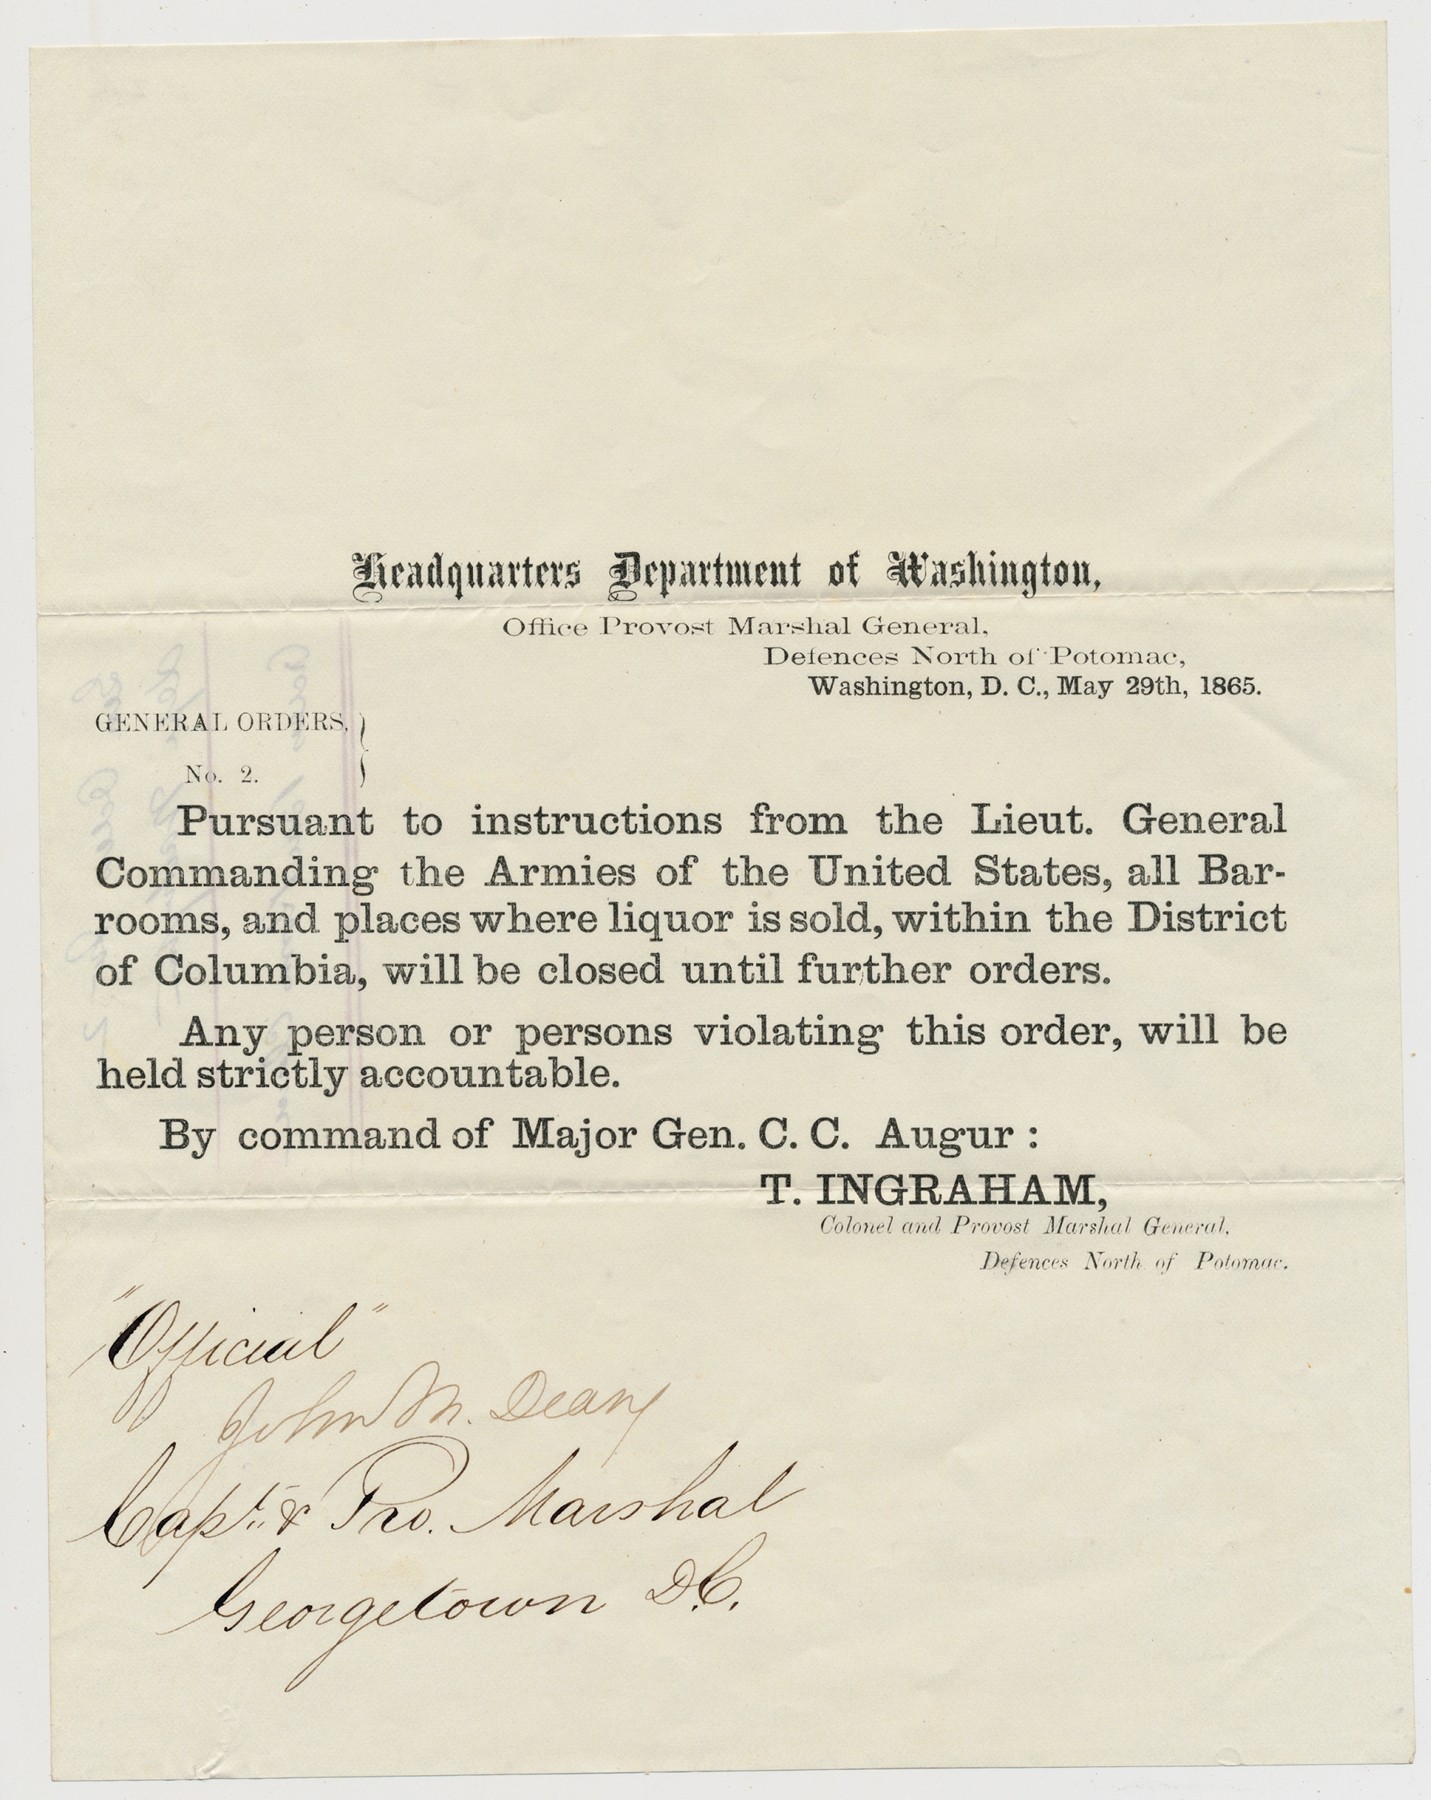 Headquarters Department of Washington,
Office Provost Marshal General,
Defences North of Potomac,
Washington, D. C., May 29th, 1865.
GENERAL ORDERS,
No. 2.
Pursuant to instructions from the Lieut. General
Commanding the Armies of the United States, all Bar-
rooms, and places where liquor is sold, within the District
of Columbia, will be closed until further orders.
Any person or persons violating this order, will be
held strictly accountable.
By command of Major Gen. C. C. Augur :
T. INGRAHAM,
Colonel and Provost Marshal General,
Defences North of Potomac.
"Official"
John M. Deany
Capt. & Pro. Marshal
Georgetown D.C.